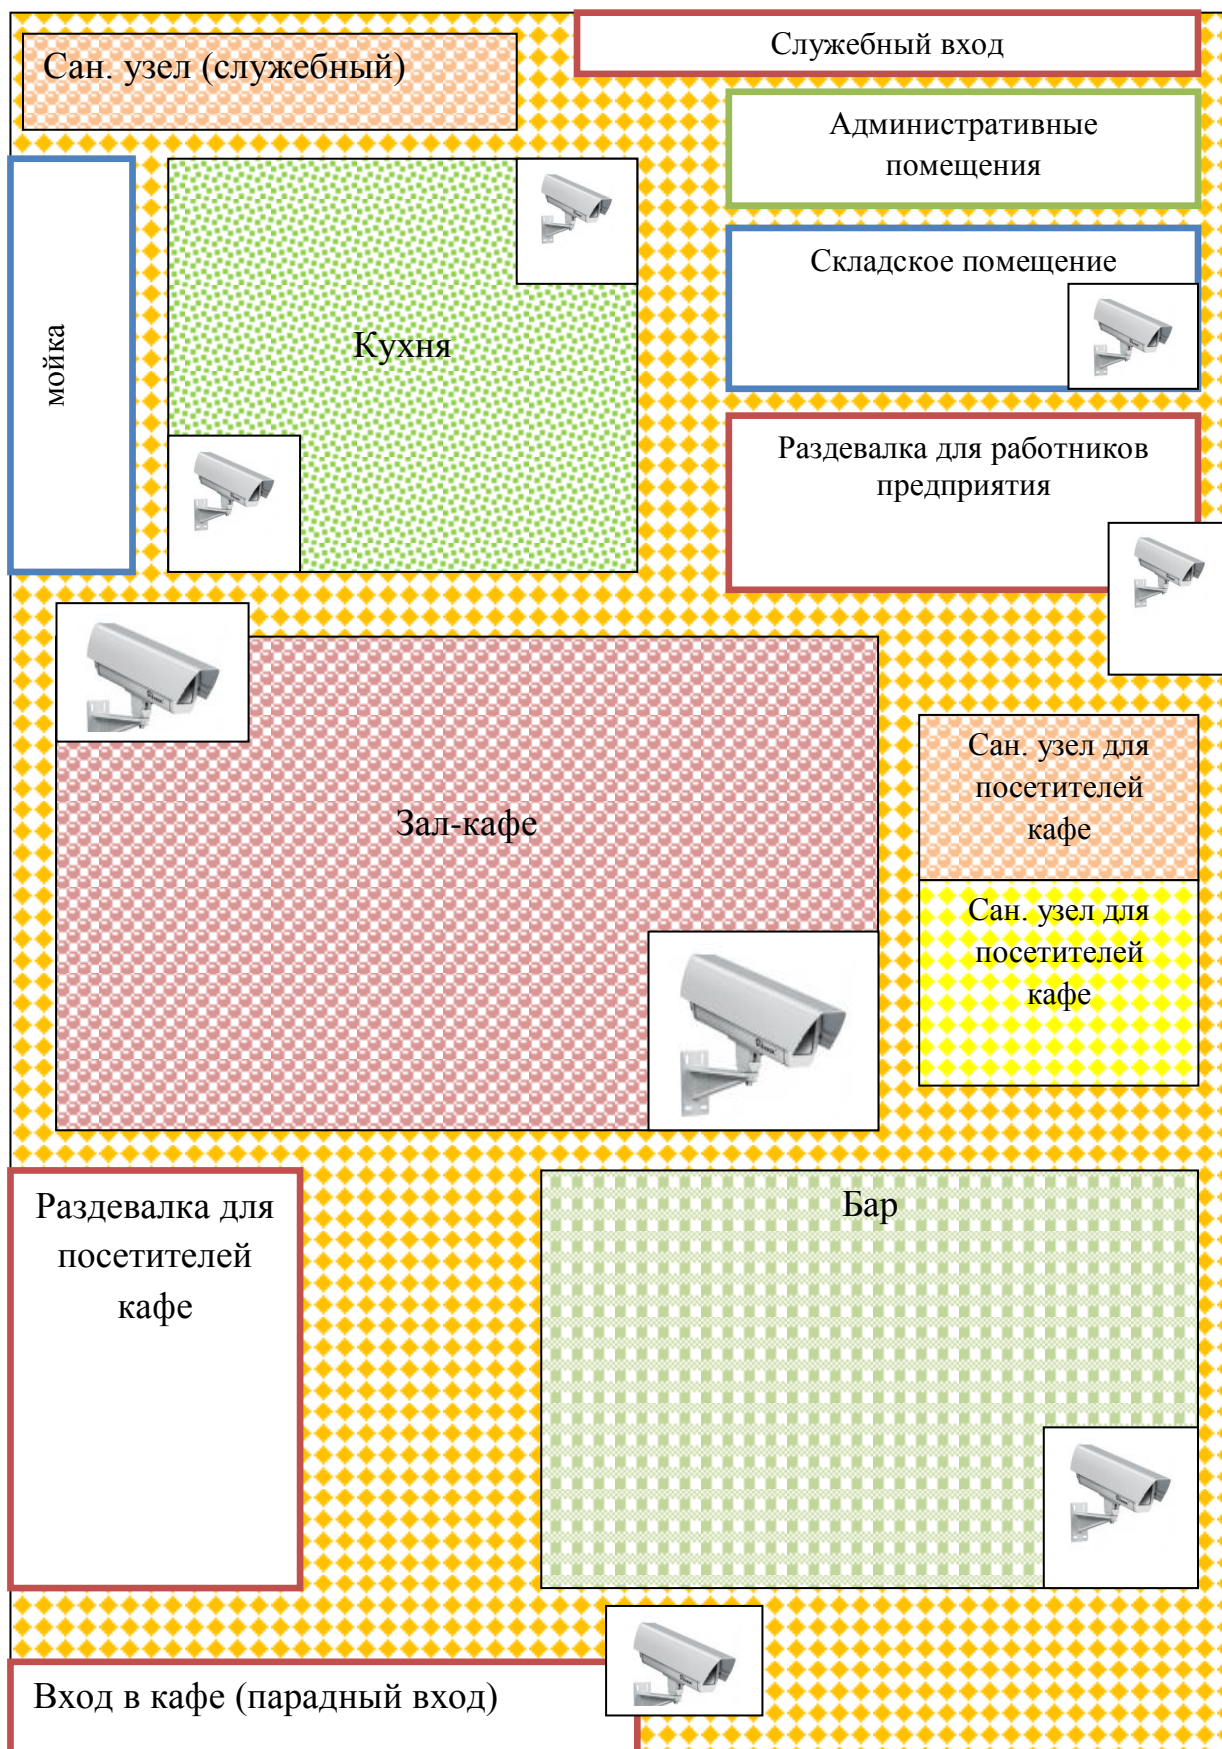 Служебный вход
Сан. узел (служебный)
Административные
помещения
Складское помещение
мойка
Кухня
Раздевалка для работников
предприятия
Сан. узел для
посетителей
кафе
Зал-кафе
Сан. узел для
посетителей
кафе
Раздевалка для
посетителей
кафе
Бар
Вход в кафе (парадный вход)